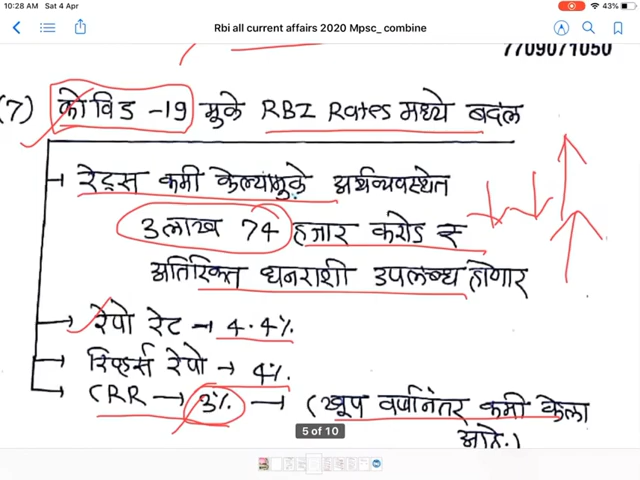 10:28 AM Sat 4 Apr
43%
Rbi all current affairs 2020 Mpsc_ combine
7709071050
(7) कोविड -19 मुळे RBI Rates मध्ये बदल
→ रेट्स कमी केल्यामुळे अर्थव्यवस्थेत
3 लाख 74 हजार करोड रु
अतिरिक्त धनराशी उपलब्ध होणार
→ रेपो रेट → 4.4%
→ रिव्हर्स रेपो → 4%
→ CRR → 3% → (खूप वर्षानंतर कमी केला
आहे.)
5 of 10